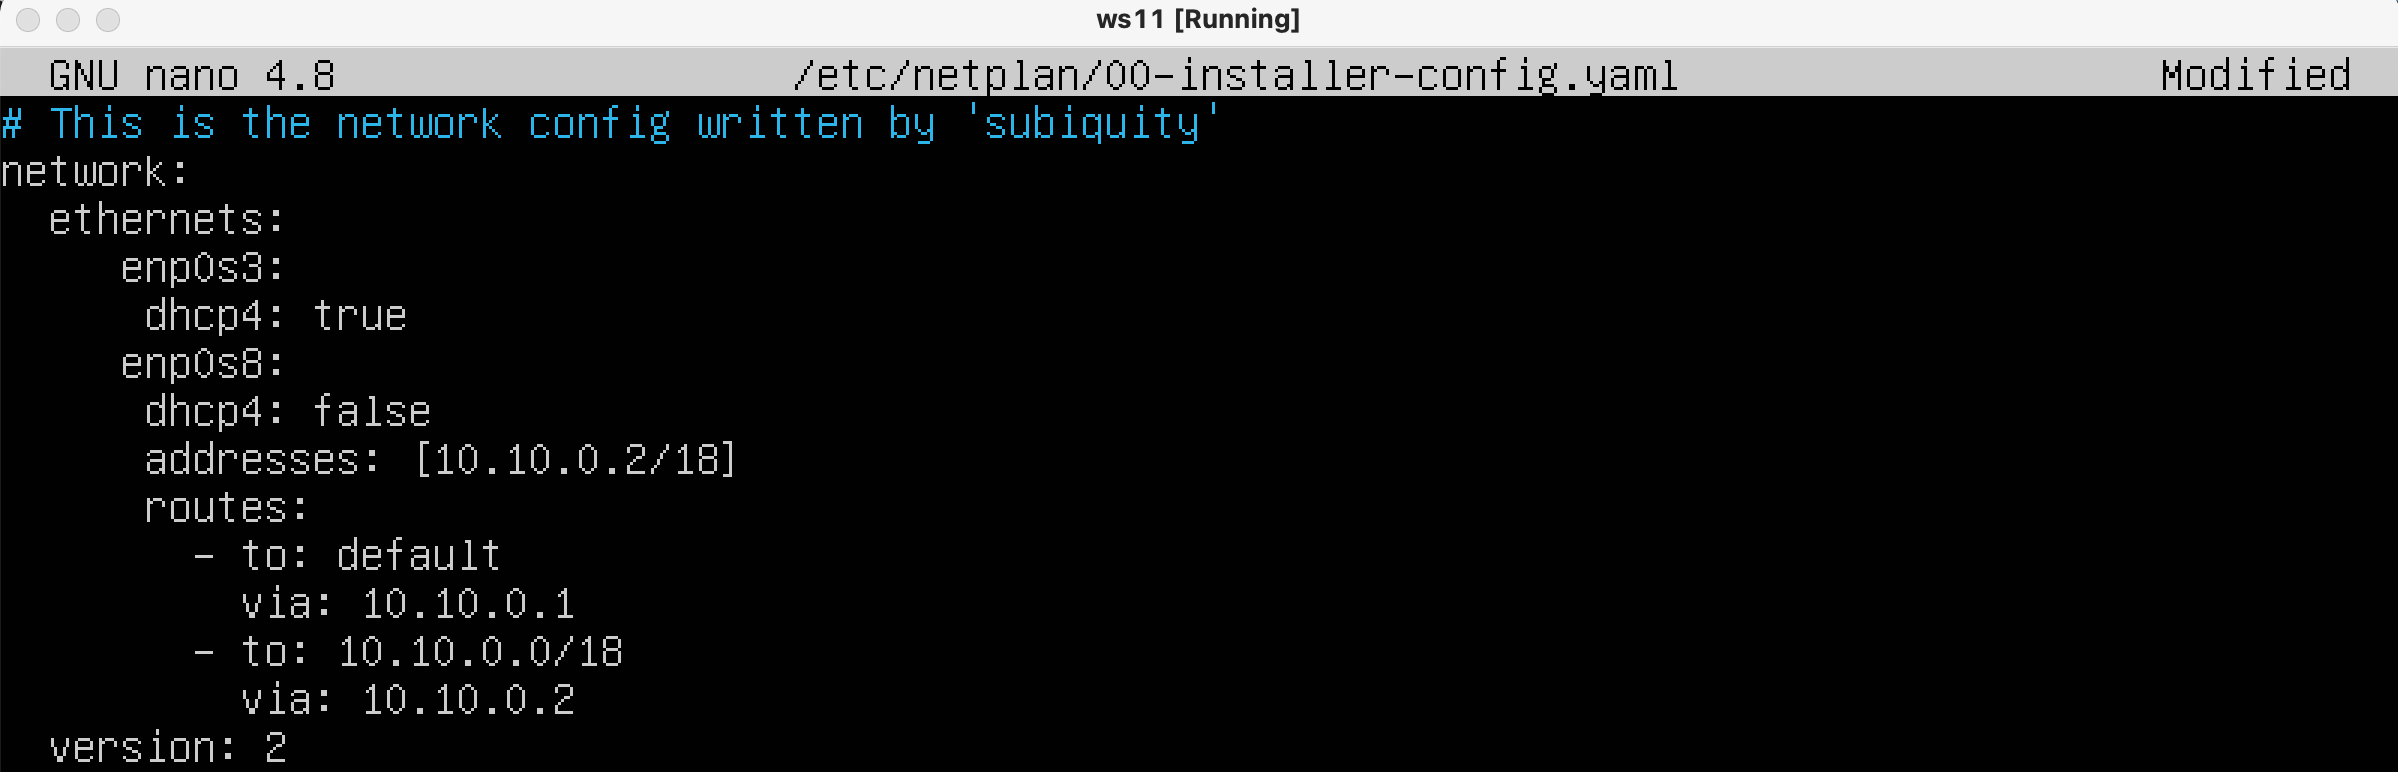 ws11 [Running]
GNU nano 4.8 /etc/netplan/00-installer-config.yaml Modified
# This is the network config written by 'subiquity'
network:
  ethernets:
     enp0s3:
      dhcp4: true
     enp0s8:
      dhcp4: false
      addresses: [10.10.0.2/18]
      routes:
        - to: default
          via: 10.10.0.1
        - to: 10.10.0.0/18
          via: 10.10.0.2
  version: 2